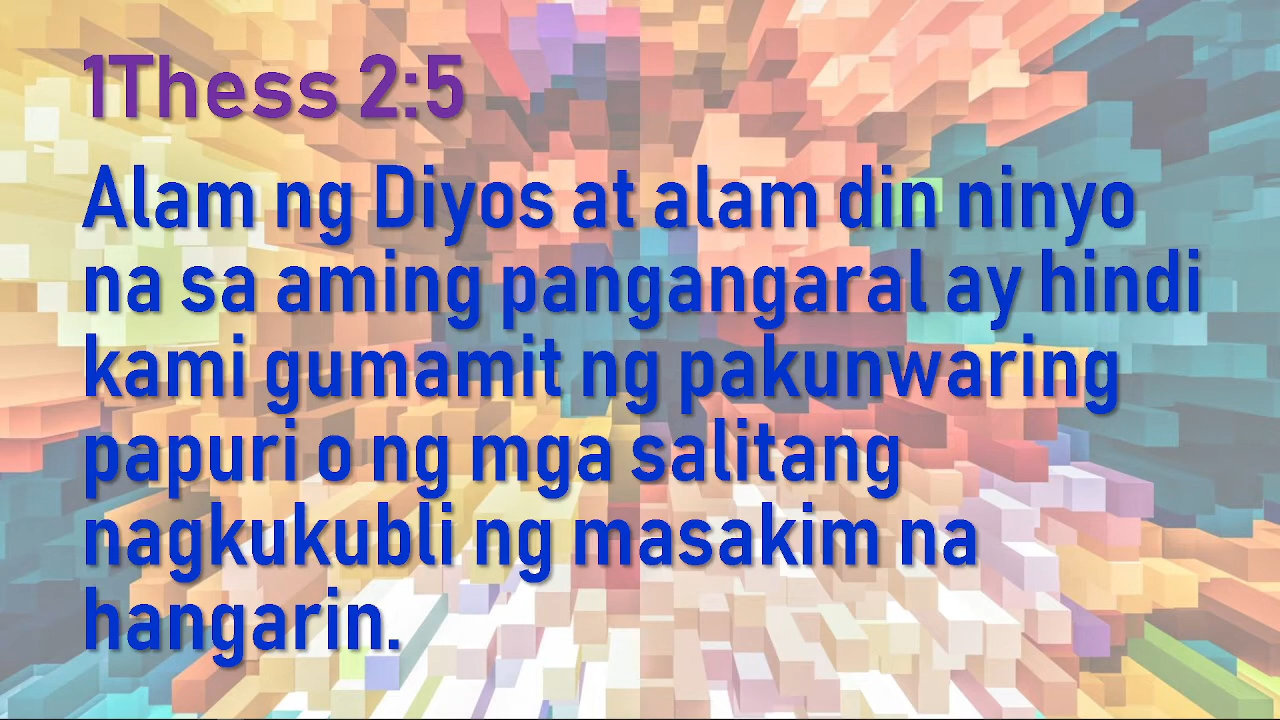 1Thess 2:5
Alam ng Diyos at alam din ninyo
na sa aming pangangaral ay hindi
kami gumamit ng pakunwaring
papuri o ng mga salitang
nagkukubli ng masakim na
hangarin.